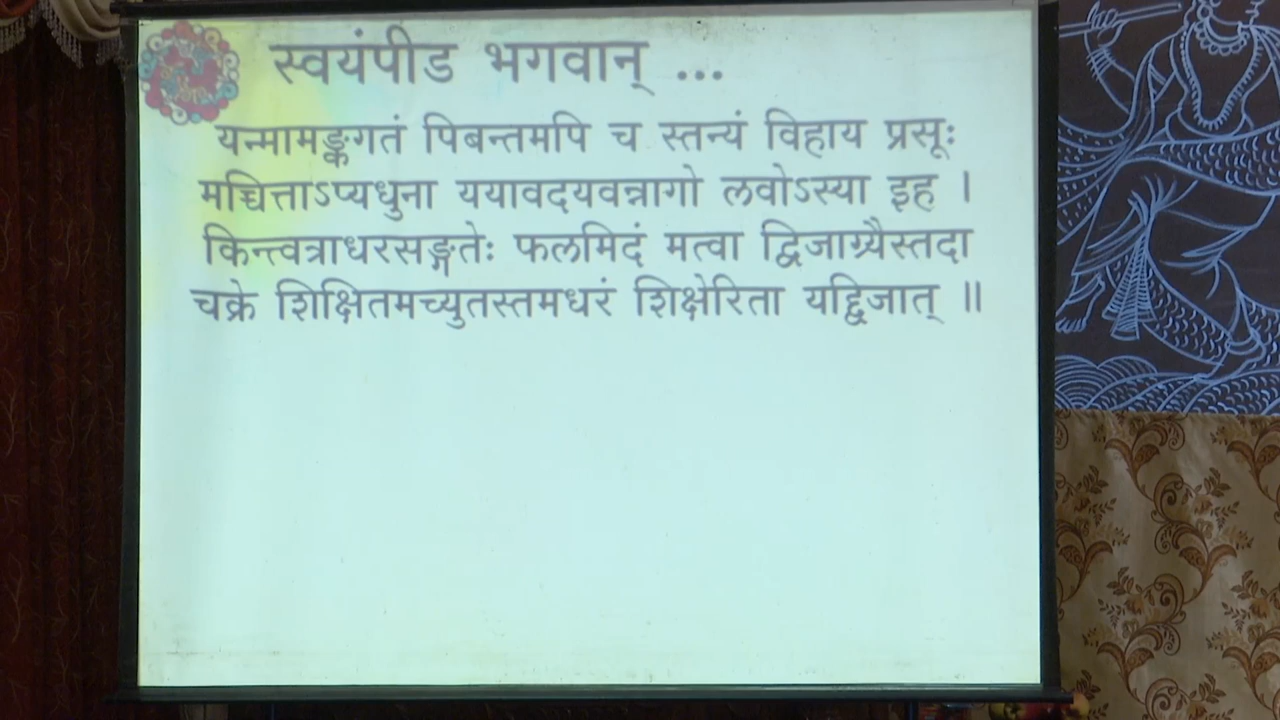 स्वयंपीड भगवान् ...
यन्मामङ्कगतं पिबन्तमपि च स्तन्यं विहाय प्रसूः
मच्चित्ताऽप्यधुना ययावदयवन्नागो लवोऽस्या इह ।
किन्त्वत्राधरसङ्गतेः फलमिदं मत्वा द्विजाग्र्यैस्तदा
चक्रे शिक्षितमच्युतस्तमधरं शिक्षेरिता यद्द्विजात् ॥